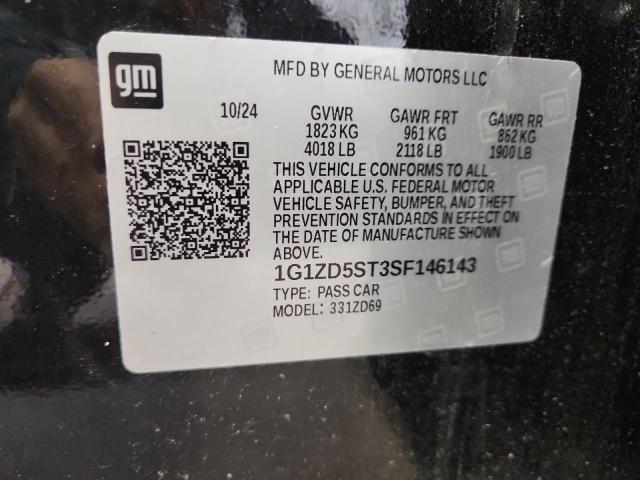 gm
MFD BY GENERAL MOTORS LLC
10/24 GVWR GAWR FRT GAWR RR
1823 KG 961 KG 862 KG
4018 LB 2118 LB 1900 LB
THIS VEHICLE CONFORMS TO ALL
APPLICABLE U.S. FEDERAL MOTOR
VEHICLE SAFETY, BUMPER, AND THEFT
PREVENTION STANDARDS IN EFFECT ON
THE DATE OF MANUFACTURE SHOWN
ABOVE.
1G1ZD5ST3SF146143
TYPE: PASS CAR
MODEL: 331ZD69